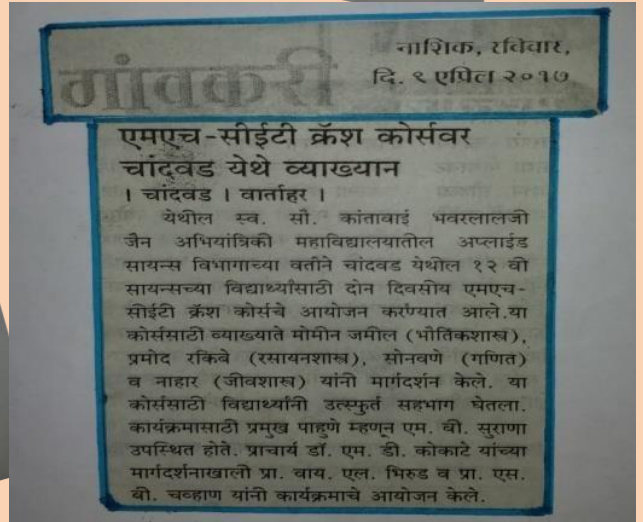 गांवकरी
नाशिक, रविवार,
दि. ९ एप्रिल २०१७
एमएच-सीईटी क्रॅश कोर्सवर
चांदवड येथे व्याख्यान
। चांदवड । वार्ताहर ।
येथील स्व. सौ. कांताबाई भवरलालजी
जैन अभियांत्रिकी महाविद्यालयातील अप्लाईड
सायन्स विभागाच्या वतीने चांदवड येथील १२ वी
सायन्सच्या विद्यार्थ्यांसाठी दोन दिवसीय एमएच-
सीईटी क्रॅश कोर्सचे आयोजन करण्यात आले.या
कोर्ससाठी व्याख्याते मोमीन जमील (भौतिकशास्त्र),
प्रमोद रकिबे (रसायनशास्त्र), सोनवणे (गणित)
व नाहार (जीवशास्त्र) यांनी मार्गदर्शन केले. या
कोर्ससाठी विद्यार्थ्यांनी उत्स्फुर्त सहभाग घेतला.
कार्यक्रमासाठी प्रमुख पाहुणे म्हणून एम. बी. सुराणा
उपस्थित होते. प्राचार्य डॉ. एम. डी. कोकाटे यांच्या
मार्गदर्शनाखाली प्रा. वाय. एल. भिरुड व प्रा. एस.
बी. चव्हाण यांनी कार्यक्रमाचे आयोजन केले.